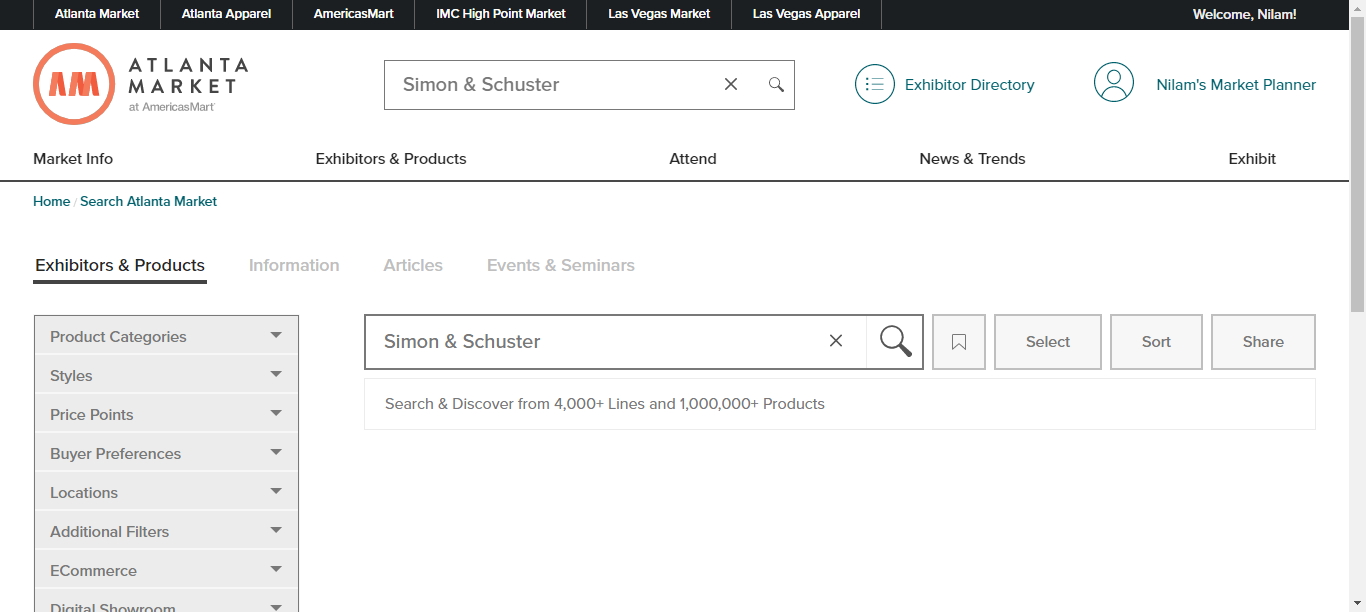 Atlanta Market Atlanta Apparel AmericasMart IMC High Point Market Las Vegas Market Las Vegas Apparel Welcome, Nilam!
AM ATLANTA
MARKET
at AmericasMart
Simon & Schuster
Exhibitor Directory
Nilam's Market Planner
Market Info Exhibitors & Products Attend News & Trends Exhibit
Home / Search Atlanta Market
Exhibitors & Products Information Articles Events & Seminars
Product Categories
Styles
Price Points
Buyer Preferences
Locations
Additional Filters
ECommerce
Digital Showroom
Simon & Schuster
Select Sort Share
Search & Discover from 4,000+ Lines and 1,000,000+ Products